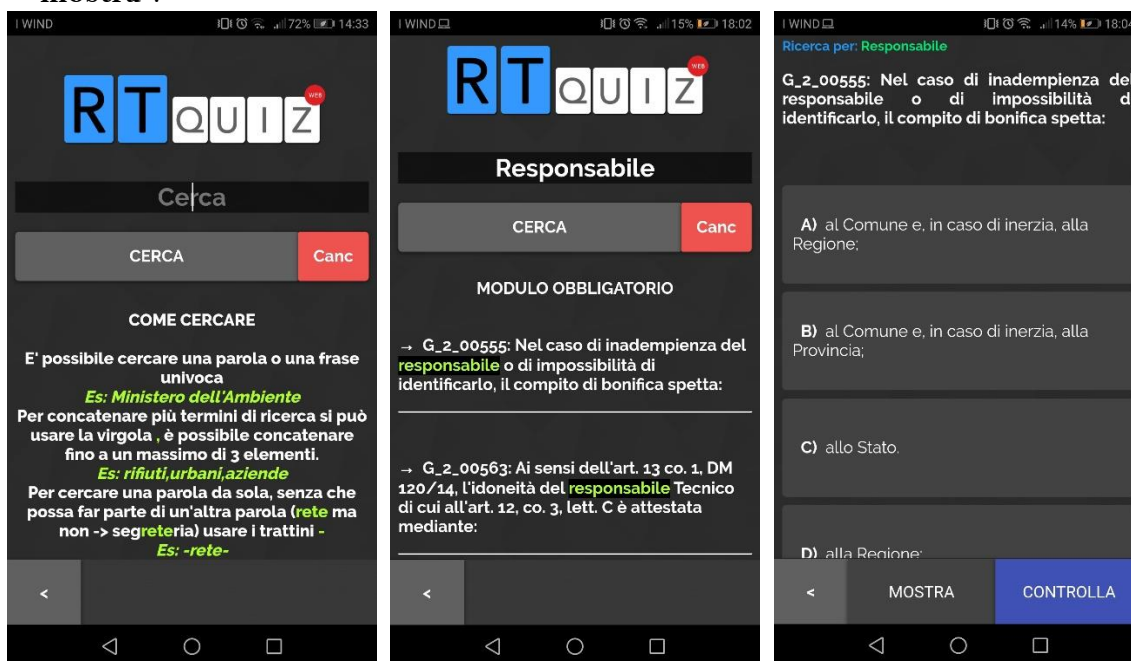 mostra".
I WIND 72% 14:33
RT QUIZ WEB
Cerca
CERCA Canc
COME CERCARE
E' possibile cercare una parola o una frase
univoca
Es: Ministero dell'Ambiente
Per concatenare più termini di ricerca si può
usare la virgola , è possibile concatenare
fino a un massimo di 3 elementi.
Es: rifiuti,urbani,aziende
Per cercare una parola da sola, senza che
possa far parte di un'altra parola (rete ma
non -> segreteria) usare i trattini -
Es: -rete-
<
I WIND 15% 18:02
RT QUIZ WEB
Responsabile
CERCA Canc
MODULO OBBLIGATORIO
→ G_2_00555: Nel caso di inadempienza del
responsabile o di impossibilità di
identificarlo, il compito di bonifica spetta:
→ G_2_00563: Ai sensi dell'art. 13 co. 1, DM
120/14, l'idoneità del responsabile Tecnico
di cui all'art. 12, co. 3, lett. C è attestata
mediante:
<
I WIND 14% 18:04
Ricerca per: Responsabile
G_2_00555: Nel caso di inadempienza del
responsabile o di impossibilità d
identificarlo, il compito di bonifica spetta:
A) al Comune e, in caso di inerzia, alla
Regione;
B) al Comune e, in caso di inerzia, alla
Provincia;
C) allo Stato.
D) alla Regione;
< MOSTRA CONTROLLA